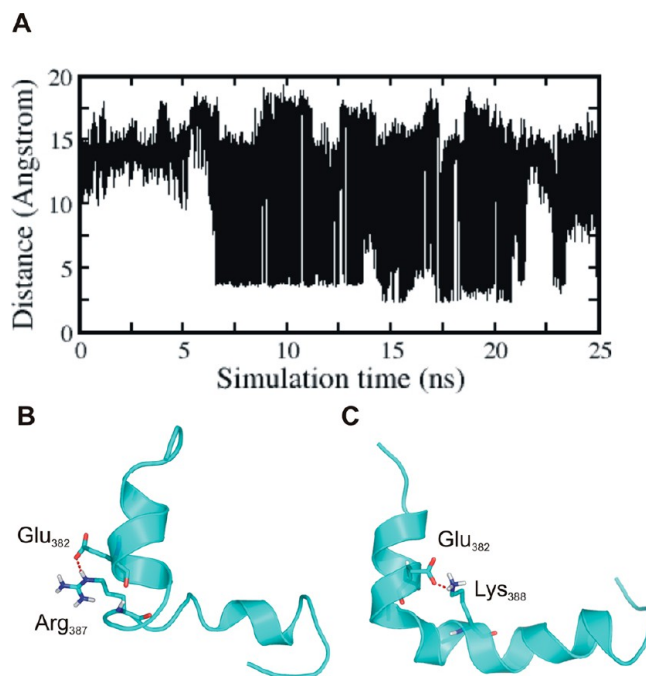 A
Distance (Angstrom)
20
15
10
5
0
0 5 10 15 20 25
Simulation time (ns)
B
C
Glu382
Arg387
Glu382
Lys388